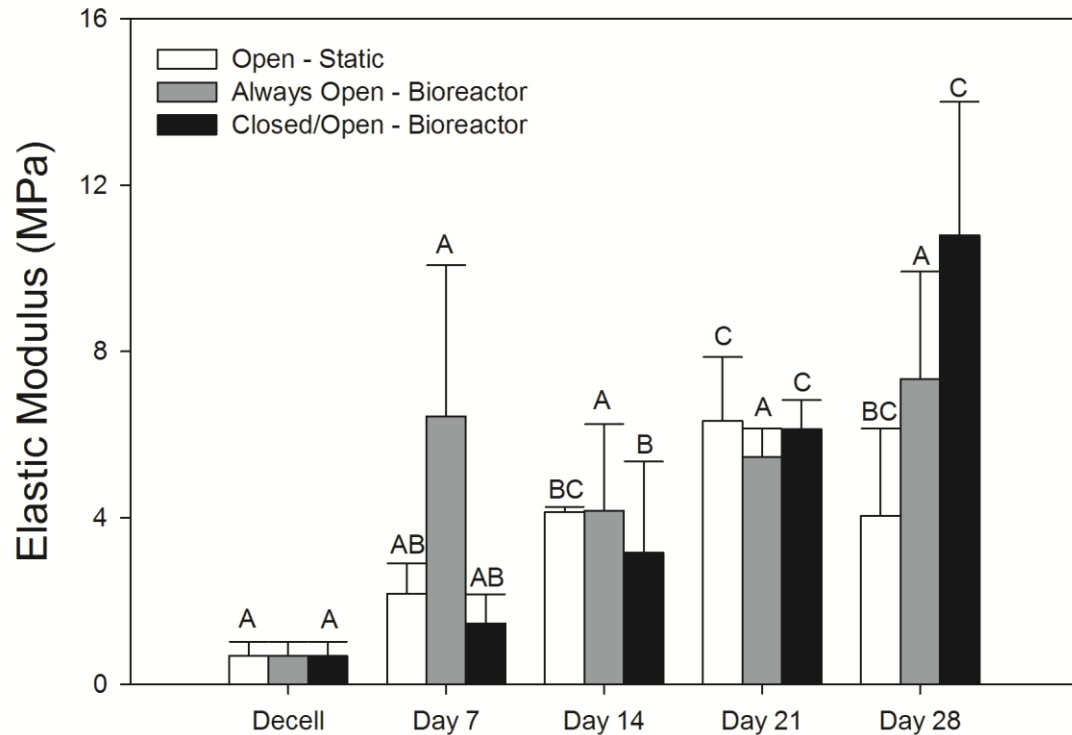 16
Open - Static
Always Open - Bioreactor
Closed/Open - Bioreactor
C
12
A
A
8
C
C
A
A
BC
B
BC
4
AB
AB
A
A
0
Decell
Day 7
Day 14
Day 21
Day 28
Elastic Modulus (MPa)